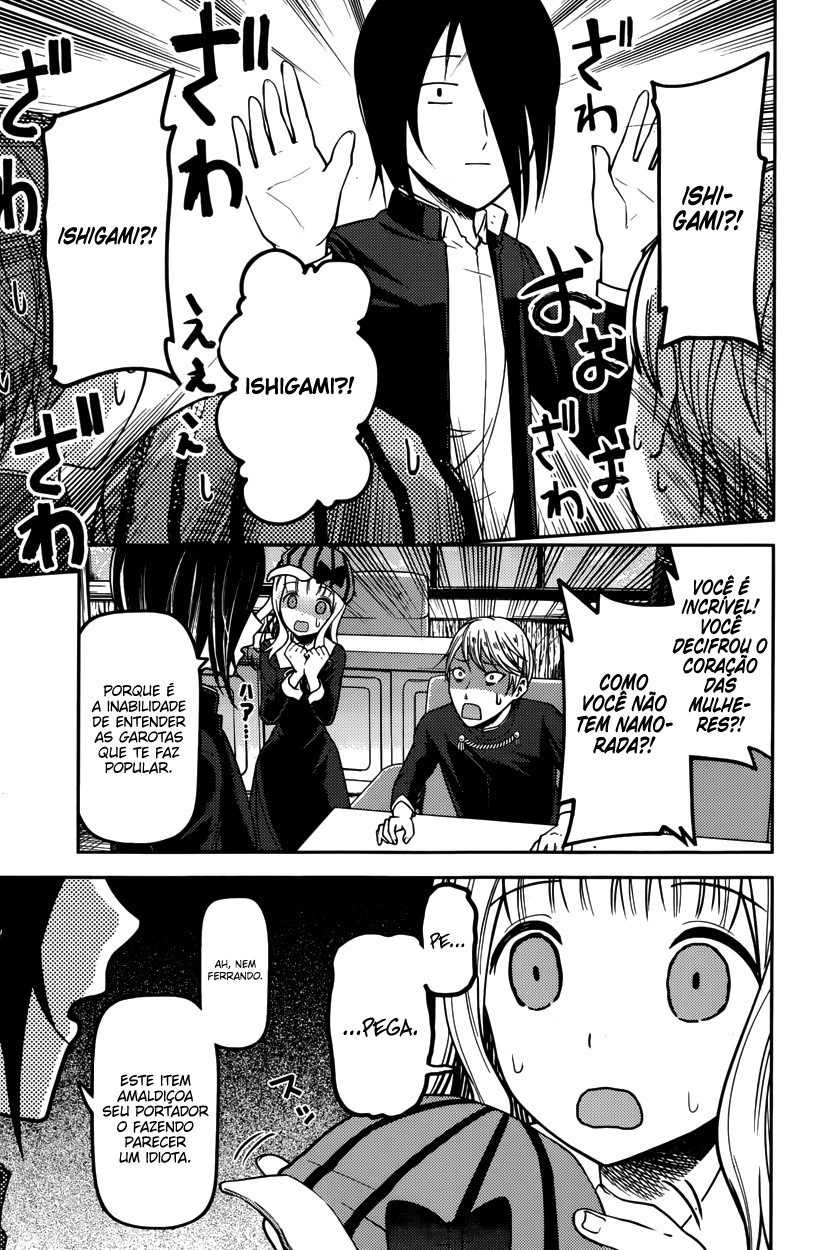 ISHI-
GAMI?!
ISHIGAMI?!
ISHIGAMI?!
ざわ
ざわ
ざわ
ざわ
ざわ
おおお
ええぇ
VOCÊ É
INCRÍVEL!
VOCÊ
DECIFROU O
CORAÇÃO
DAS
MULHE-
RES?!
COMO
VOCÊ NÃO
TEM NAMO-
RADA?!
ハア...
PORQUE É
A INABILIDADE
DE ENTENDER
AS GAROTAS
QUE TE FAZ
POPULAR.
PE...
...PEGA.
AH, NEM
FERRANDO.
スッ
ESTE ITEM
AMALDIÇOA
SEU PORTADOR
O FAZENDO
PARECER
UM IDIOTA.